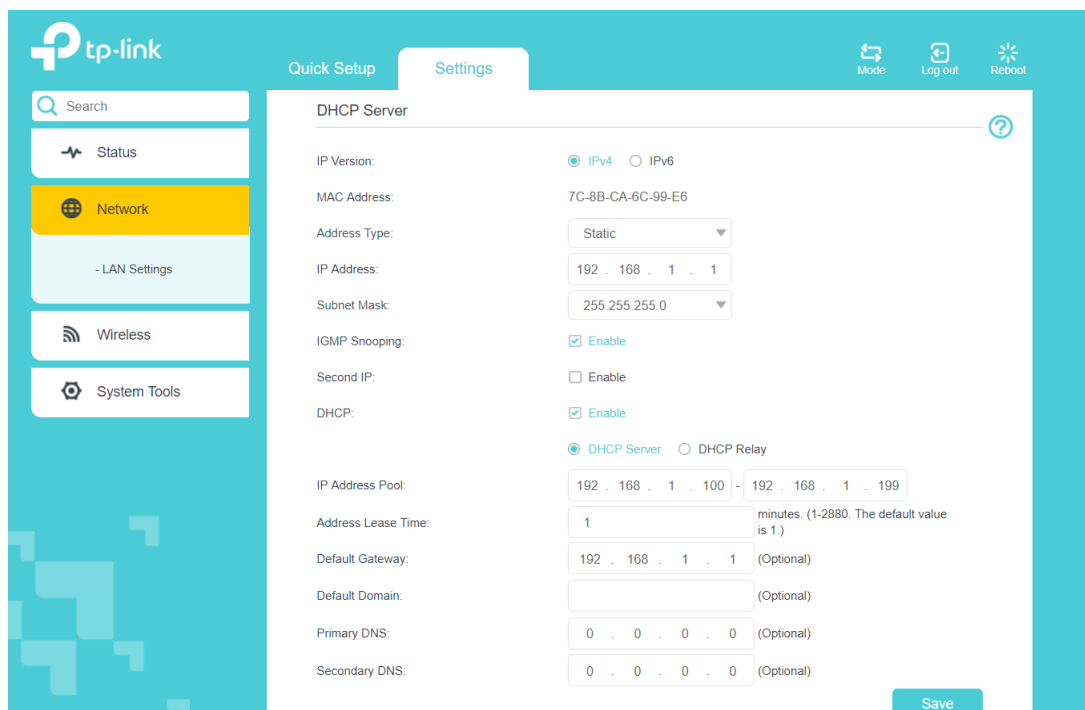 tp-link
Quick Setup Settings
Mode Log out Reboot
Search
Status
Network
- LAN Settings
Wireless
System Tools
DHCP Server
?
IP Version: IPv4 IPv6
MAC Address: 7C-8B-CA-6C-99-E6
Address Type: Static
IP Address: 192 . 168 . 1 . 1
Subnet Mask: 255.255.255.0
IGMP Snooping: Enable
Second IP: Enable
DHCP: Enable
DHCP Server DHCP Relay
IP Address Pool: 192 . 168 . 1 . 100 - 192 . 168 . 1 . 199
Address Lease Time: 1 minutes. (1-2880. The default value
is 1.)
Default Gateway: 192 . 168 . 1 . 1 (Optional)
Default Domain: (Optional)
Primary DNS: 0 . 0 . 0 . 0 (Optional)
Secondary DNS: 0 . 0 . 0 . 0 (Optional)
Save